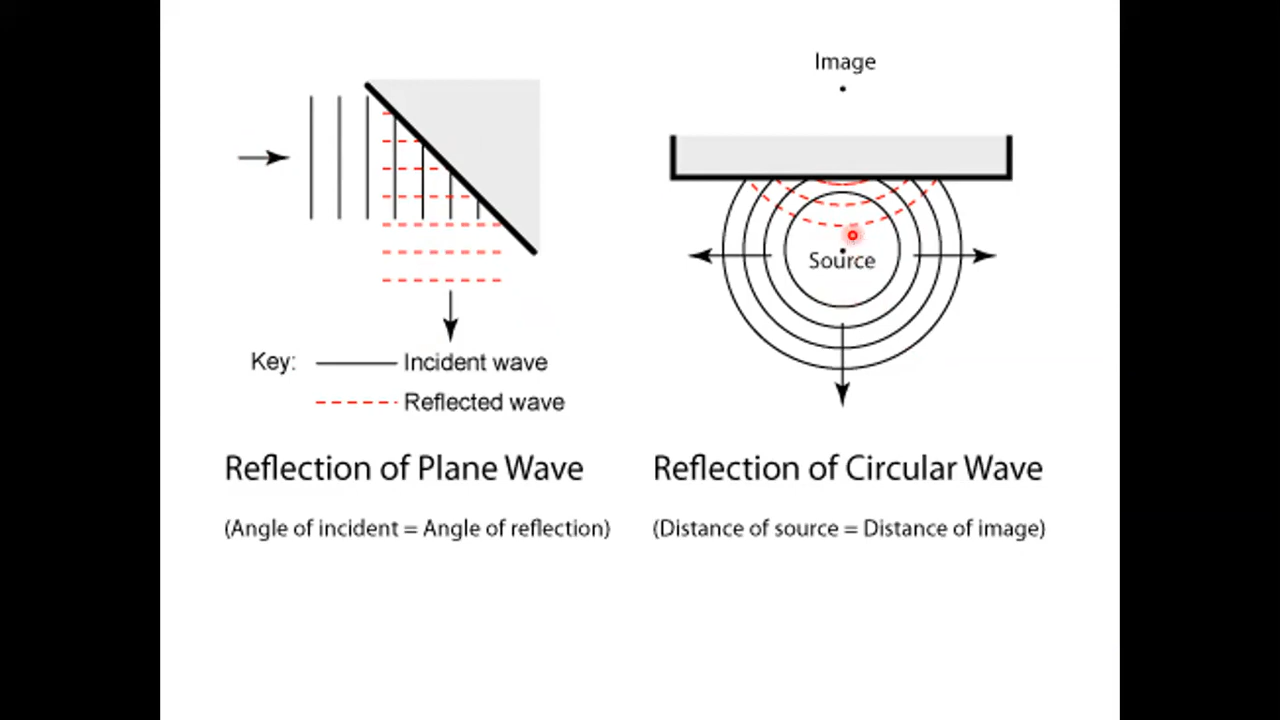 Image
Source
Key:
Incident wave
Reflected wave
Reflection of Plane Wave
(Angle of incident = Angle of reflection)
Reflection of Circular Wave
(Distance of source = Distance of image)